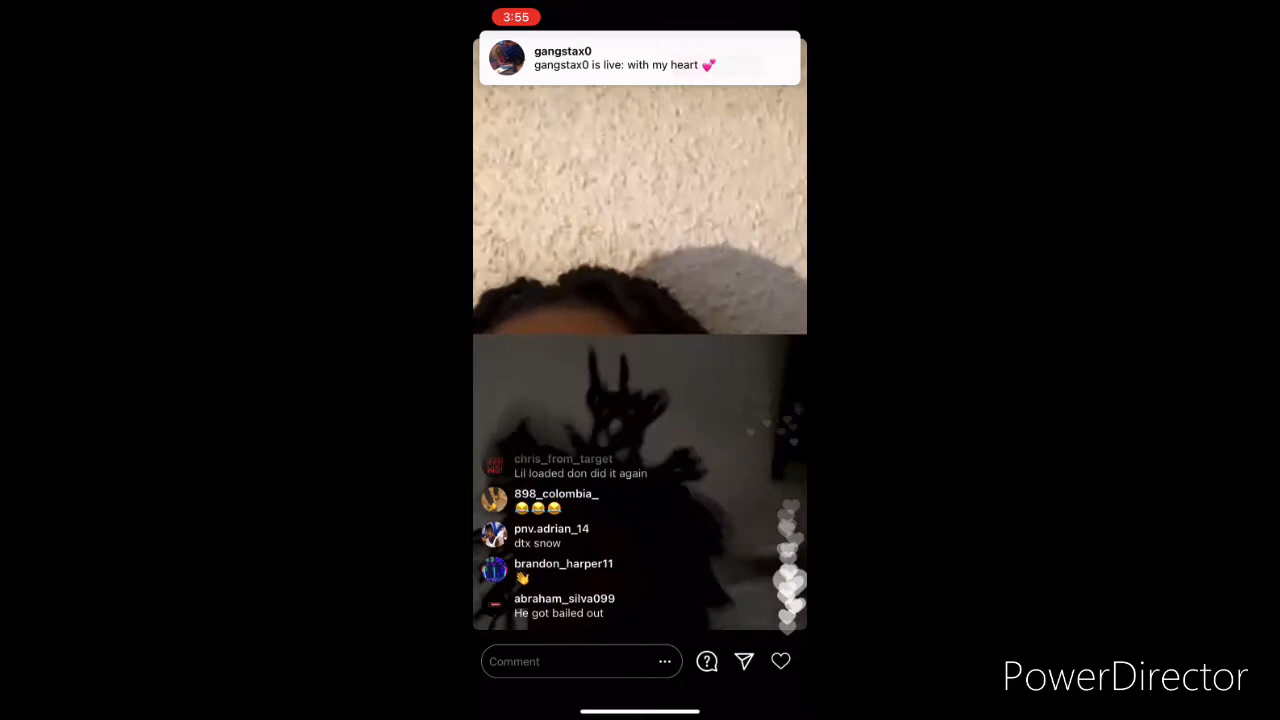 3:55
gangstax0
gangstax0 is live: with my heart 💕
chris_from_target
Lil loaded don did it again
898_colombia_
😂😂😂
pnv.adrian_14
dtx snow
brandon_harper11
👋
abraham_silva099
He got bailed out
Comment
PowerDirector